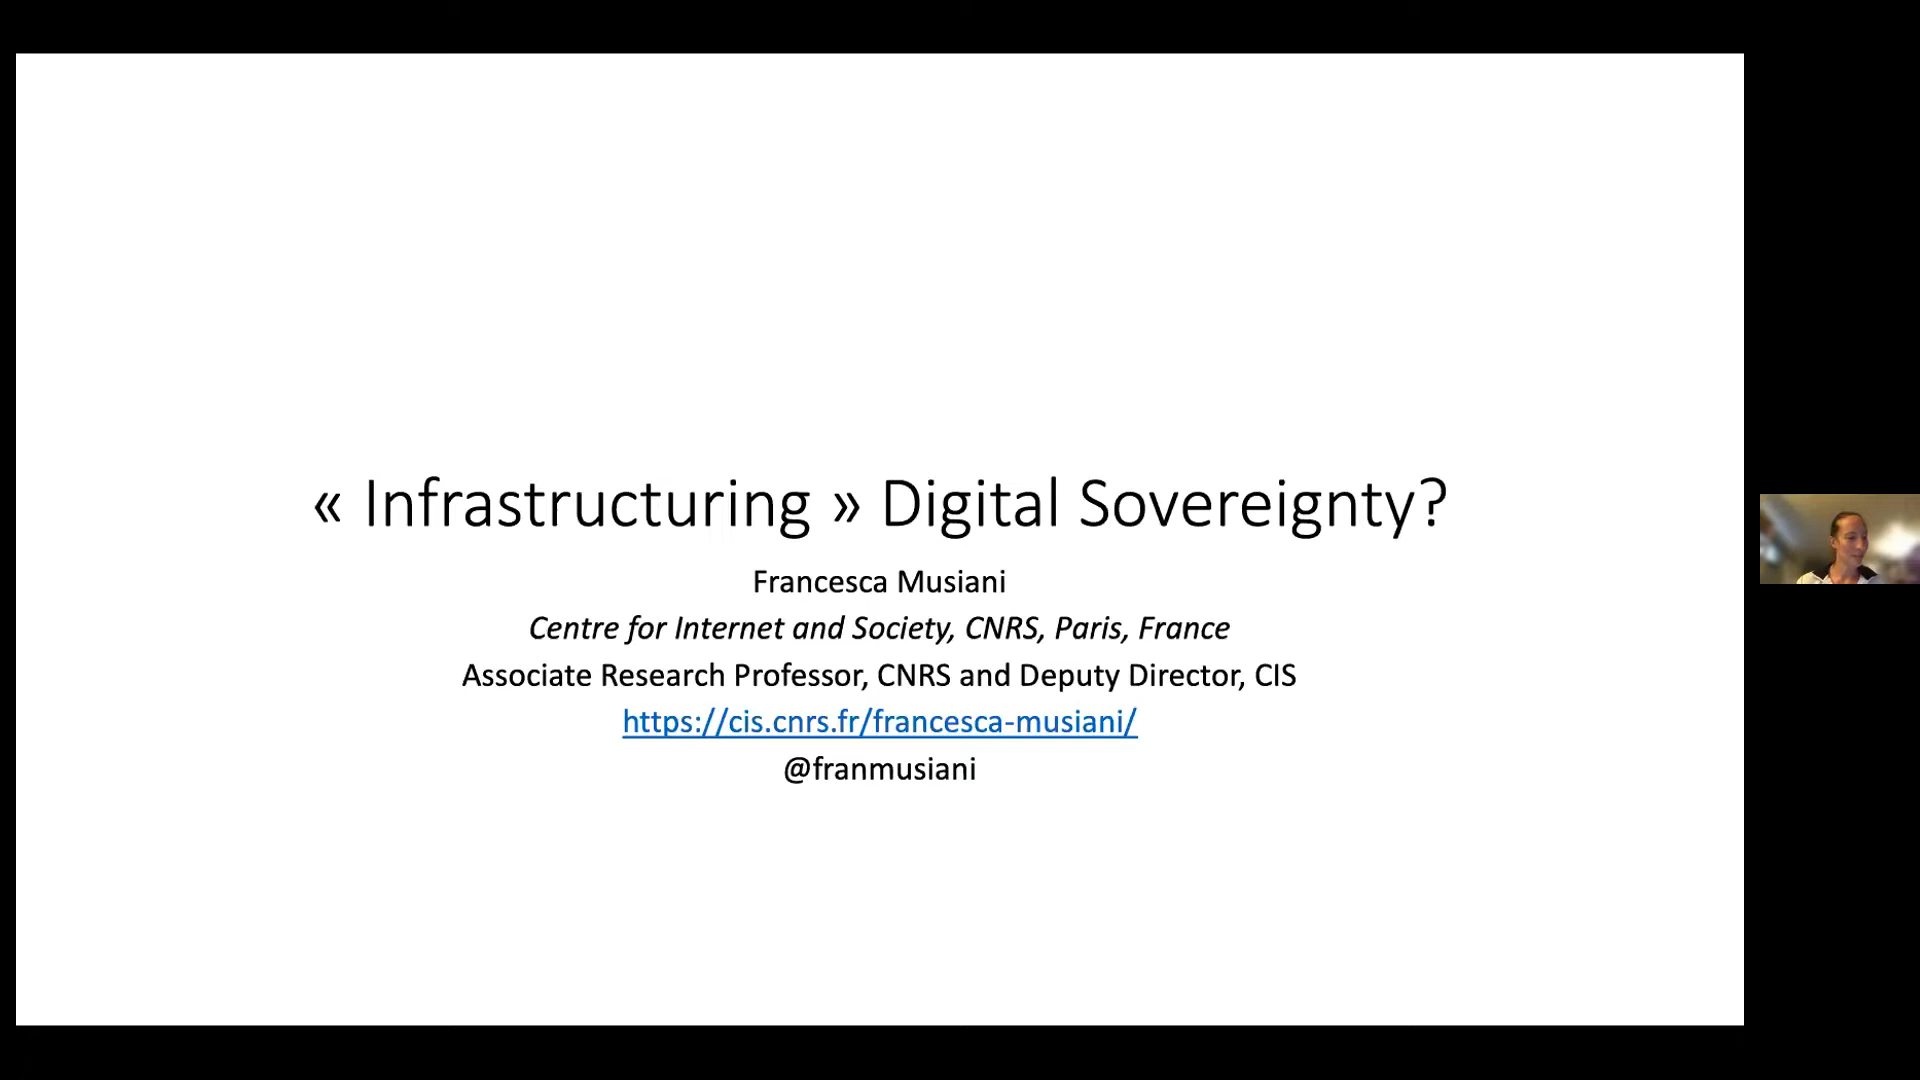 « Infrastructuring » Digital Sovereignty?
Francesca Musiani
Centre for Internet and Society, CNRS, Paris, France
Associate Research Professor, CNRS and Deputy Director, CIS
https://cis.cnrs.fr/francesca-musiani/
@franmusiani